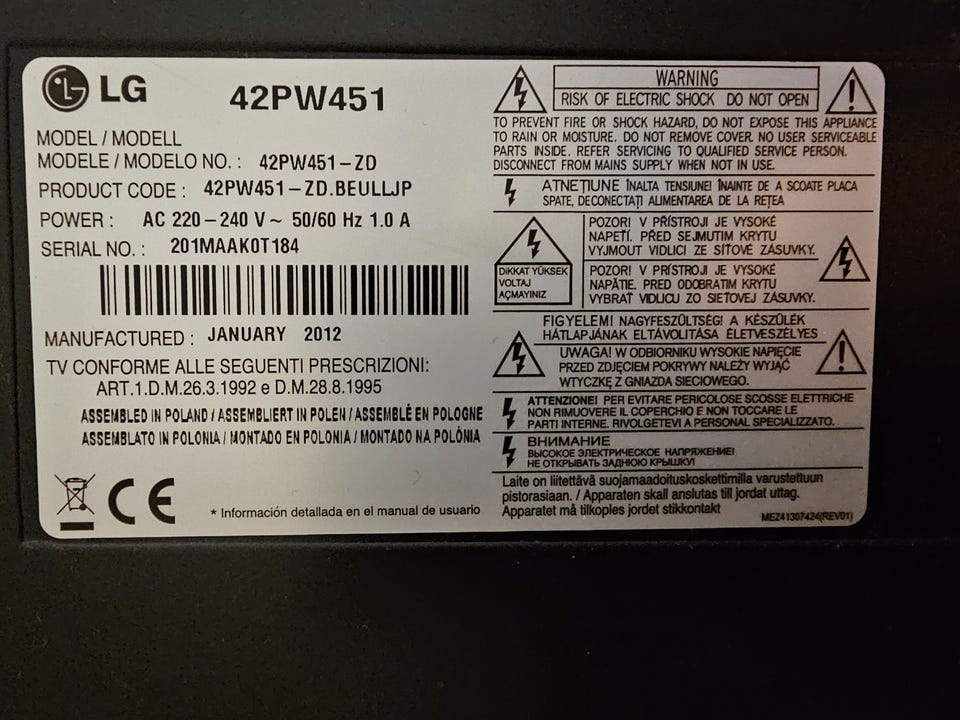 LG 42PW451
MODEL / MODELL
MODELE / MODELO NO. : 42PW451-ZD
PRODUCT CODE : 42PW451-ZD.BEULLJP
POWER : AC 220-240 V~ 50/60 Hz 1.0 A
SERIAL NO. : 201MAAK0T184
MANUFACTURED : JANUARY 2012
TV CONFORME ALLE SEGUENTI PRESCRIZIONI:
ART.1.D.M.26.3.1992 e D.M.28.8.1995
ASSEMBLED IN POLAND / ASSEMBLIERT IN POLEN / ASSEMBLÉ EN POLOGNE
ASSEMBLATO IN POLONIA / MONTADO EN POLONIA / MONTADO NA POLÓNIA
CE
* Información detallada en el manual de usuario
WARNING
RISK OF ELECTRIC SHOCK DO NOT OPEN
TO PREVENT FIRE OR SHOCK HAZARD, DO NOT EXPOSE THIS APPLIANCE
TO RAIN OR MOISTURE. DO NOT REMOVE COVER. NO USER SERVICEABLE
PARTS INSIDE. REFER SERVICING TO QUALIFIED SERVICE PERSON.
DISCONNECT FROM MAINS SUPPLY WHEN NOT IN USE.
ATNEŢIUNE ÎNALTA TENSIUNE! ÎNAINTE DE A SCOATE PLACA
SPATE, DECONECTAŢI ALIMENTAREA DE LA REŢEA
DİKKAT YÜKSEK
VOLTAJ
AÇMAYINIZ
POZOR! V PŘÍSTROJI JE VYSOKÉ
NAPETÍ. PŘED SEJMUTIM KRYTU
VYJMOUT VIDLICI ZE SÍTOVÉ ZÁSUVKY.
POZOR! V PRÍSTROJI JE VYSOKÉ
NAPÄTIE. PRED ODOBRATIM KRYTU
VYBRAŤ VIDLICU ZO SIEŤOVEJ ZÁSUVKY.
FIGYELEM! NAGYFESZÜLTSÉG! A KÉSZÜLÉK
HÁTLAPJÁNAK ELTÁVOLITÁSA ÉLETVESZÉLYES
UWAGA! W ODBIORNIKU WYSOKIE NAPIĘCIE
PRZED ZDJĘCIEM POKRYWY NALEŻY WYJĄĆ
WTYCZKĘ Z GNIAZDA SIECIOWEGO.
ATTENZIONE! PER EVITARE PERICOLOSE SCOSSE ELETTRICHE
NON RIMUOVERE IL COPERCHIO E NON TOCCARE LE
PARTI INTERNE. RIVOLGETEVI A PERSONAL SPECIALIZZATO.
ВНИМАНИЕ
ВЫСОКОЕ ЭЛЕКТРИЧЕСКОЕ НАПРЯЖЕНИЕ!
НЕ ОТКРЫВАТЬ ЗАДНЮЮ КРЫШКУ!
Laite on liitettävä suojamaadoituskoskettimilla varustettuun
pistorasiaan. / Apparaten skall anslutas till jordat uttag.
Apparatet må tilkoples jordet stikkontakt
MEZ41307424(REV01)